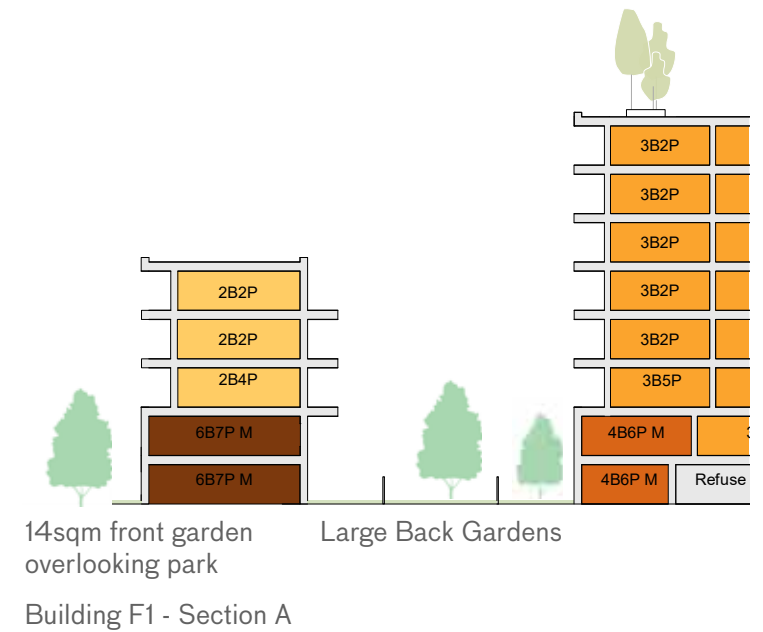 3B2P
3B2P
3B2P
3B2P
3B2P
3B5P
4B6P M
3
4B6P M
Refuse
2B2P
2B2P
2B4P
6B7P M
6B7P M
14sqm front garden
overlooking park
Large Back Gardens
Building F1 - Section A